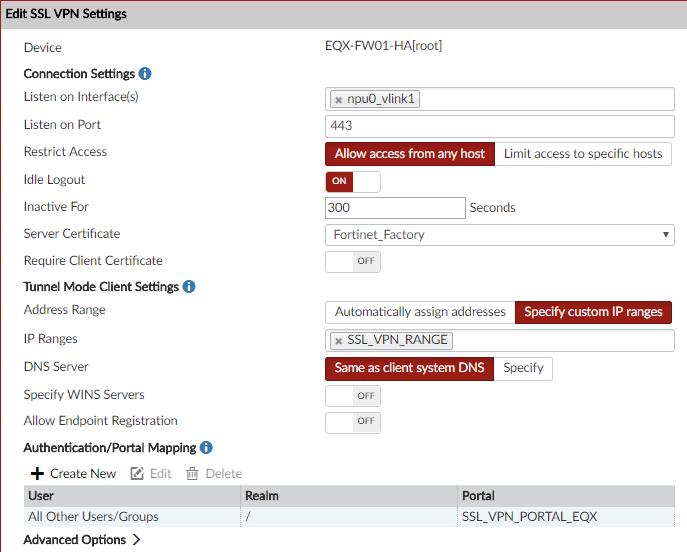 Edit SSL VPN Settings
Device EQX-FW01-HA[root]
Connection Settings
Listen on Interface(s) × npu0_vlink1
Listen on Port 443
Restrict Access Allow access from any host Limit access to specific hosts
Idle Logout ON
Inactive For 300 Seconds
Server Certificate Fortinet_Factory
Require Client Certificate OFF
Tunnel Mode Client Settings
Address Range Automatically assign addresses Specify custom IP ranges
IP Ranges × SSL_VPN_RANGE
DNS Server Same as client system DNS Specify
Specify WINS Servers OFF
Allow Endpoint Registration OFF
Authentication/Portal Mapping
Create New Edit Delete
User Realm Portal
All Other Users/Groups / SSL_VPN_PORTAL_EQX
Advanced Options